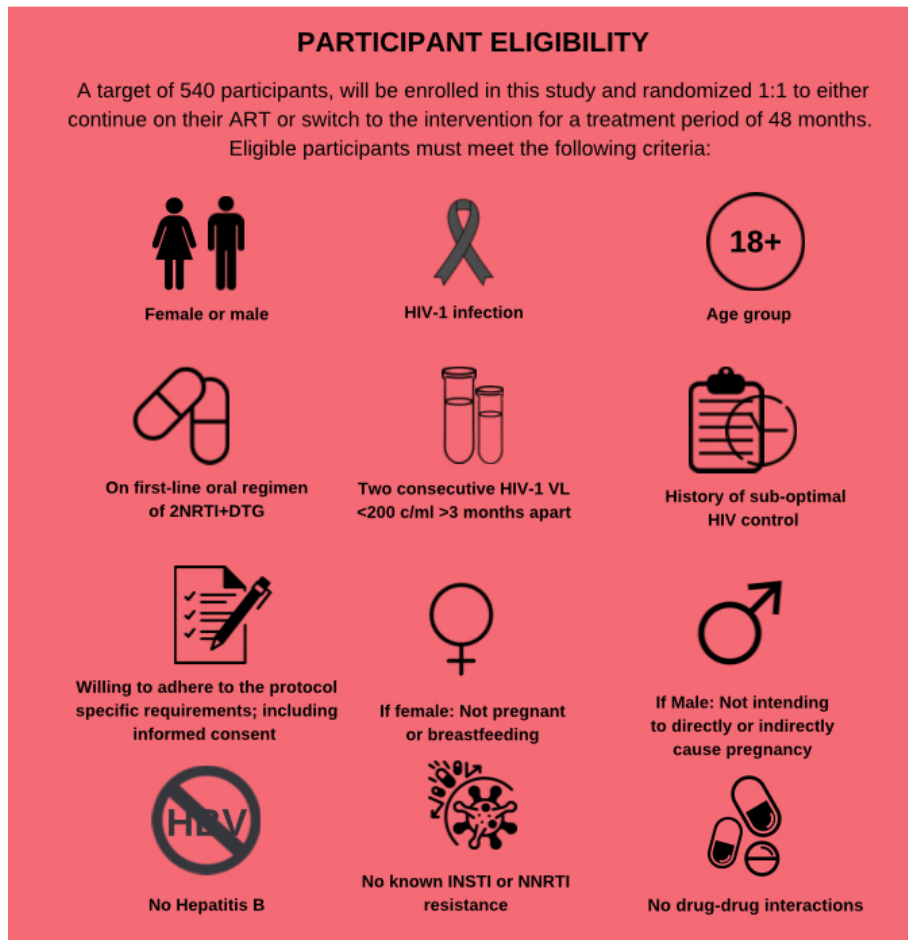 PARTICIPANT ELIGIBILITY
A target of 540 participants, will be enrolled in this study and randomized 1:1 to either
continue on their ART or switch to the intervention for a treatment period of 48 months.
Eligible participants must meet the following criteria:
Female or male
HIV-1 infection
18+
Age group
On first-line oral regimen
of 2NRTI+DTG
Two consecutive HIV-1 VL
<200 c/ml >3 months apart
History of sub-optimal
HIV control
Willing to adhere to the protocol
specific requirements; including
informed consent
If female: Not pregnant
or breastfeeding
If Male: Not intending
to directly or indirectly
cause pregnancy
HBV
No Hepatitis B
No known INSTI or NNRTI
resistance
No drug-drug interactions